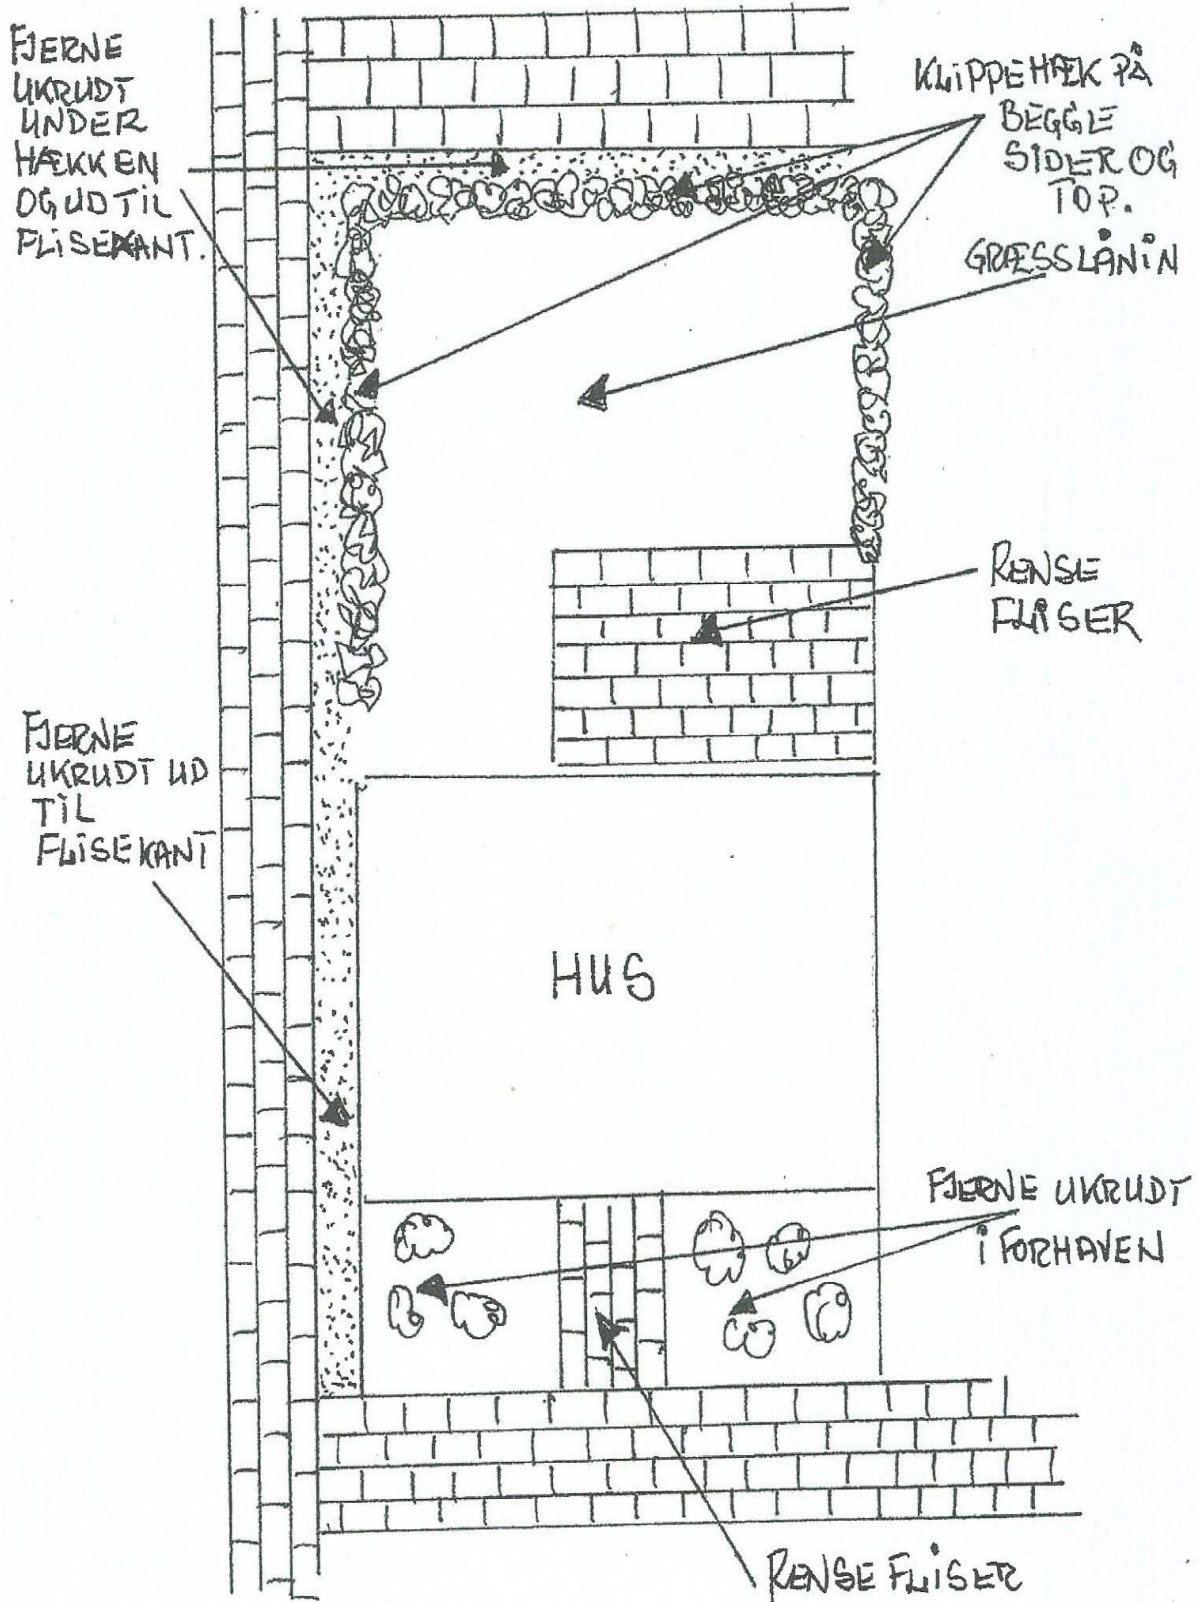 FJERNE
UKRUDT
UNDER
HÆKKEN
OG UD TIL
FLISEKANT.
KLIPPE HÆK PÅ
BEGGLE
SIDER OG
TOP.
GRÆSSLÅNIN
RENSE
FLISER
FJERNE
UKRUDT UD
TIL
FLISEKANT
HUS
FJERNE UKRUDT
I FORHAVEN
RENSE FLISER